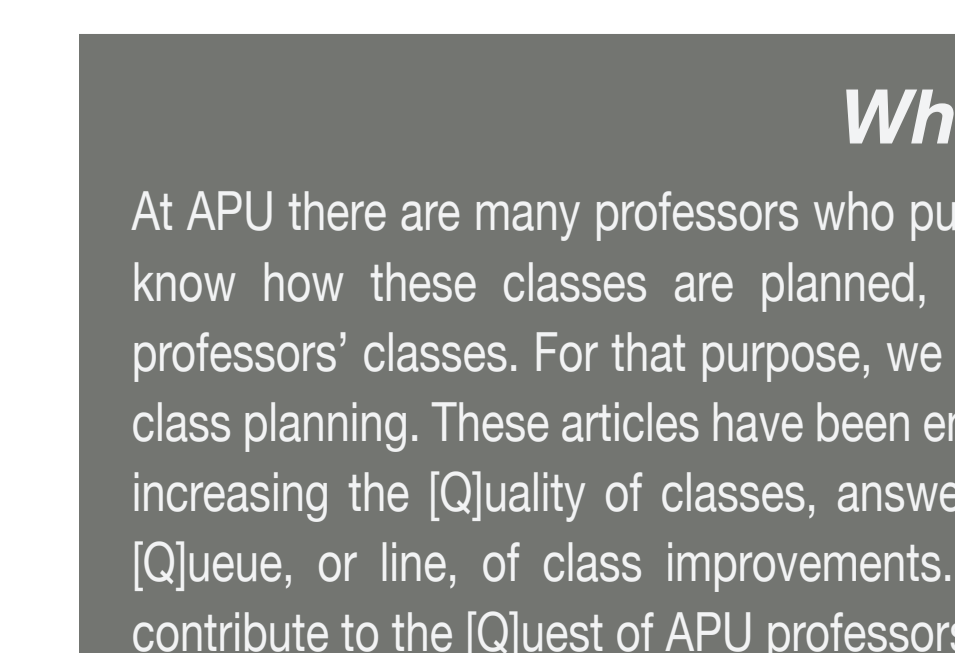 Wh
At APU there are many professors who pu
know how these classes are planned,
professors’ classes. For that purpose, we
class planning. These articles have been
increasing the [Q]uality of classes, answe
[Q]ueue, or line, of class improvements.
contribute to the [Q]uest of APU professors